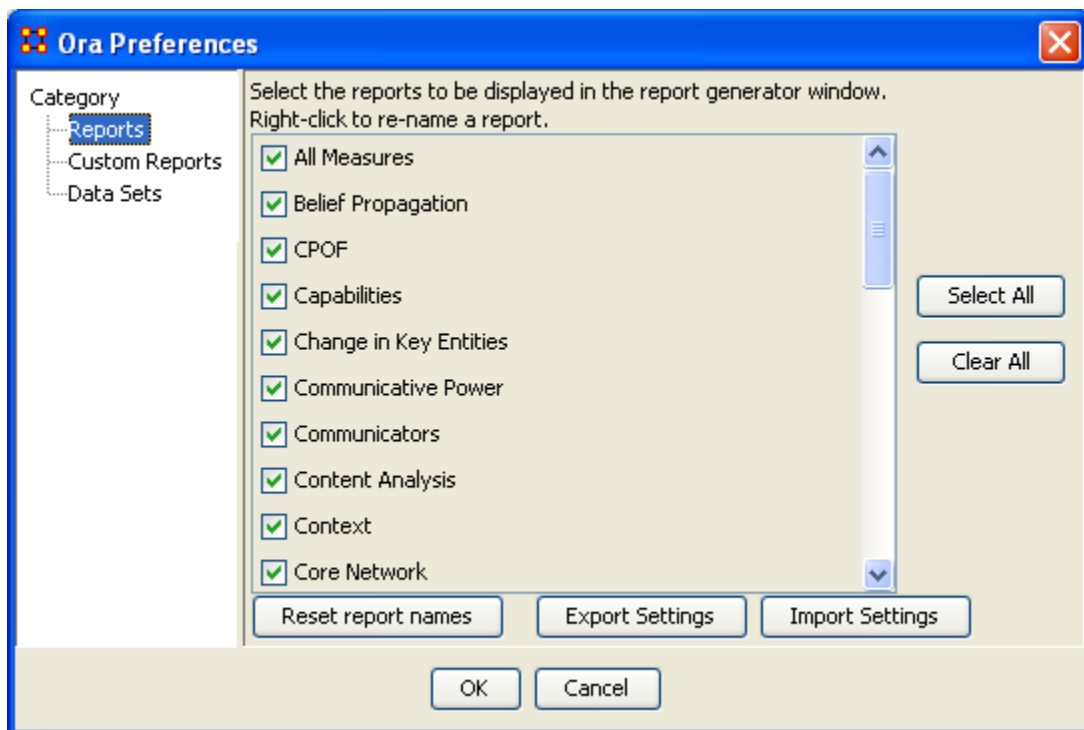 Ora Preferences
Category
Reports
Custom Reports
Data Sets
Select the reports to be displayed in the report generator window.
Right-click to re-name a report.
All Measures
Belief Propagation
CPOF
Capabilities
Change in Key Entities
Communicative Power
Communicators
Content Analysis
Context
Core Network
Select All
Clear All
Reset report names
Export Settings
Import Settings
OK
Cancel